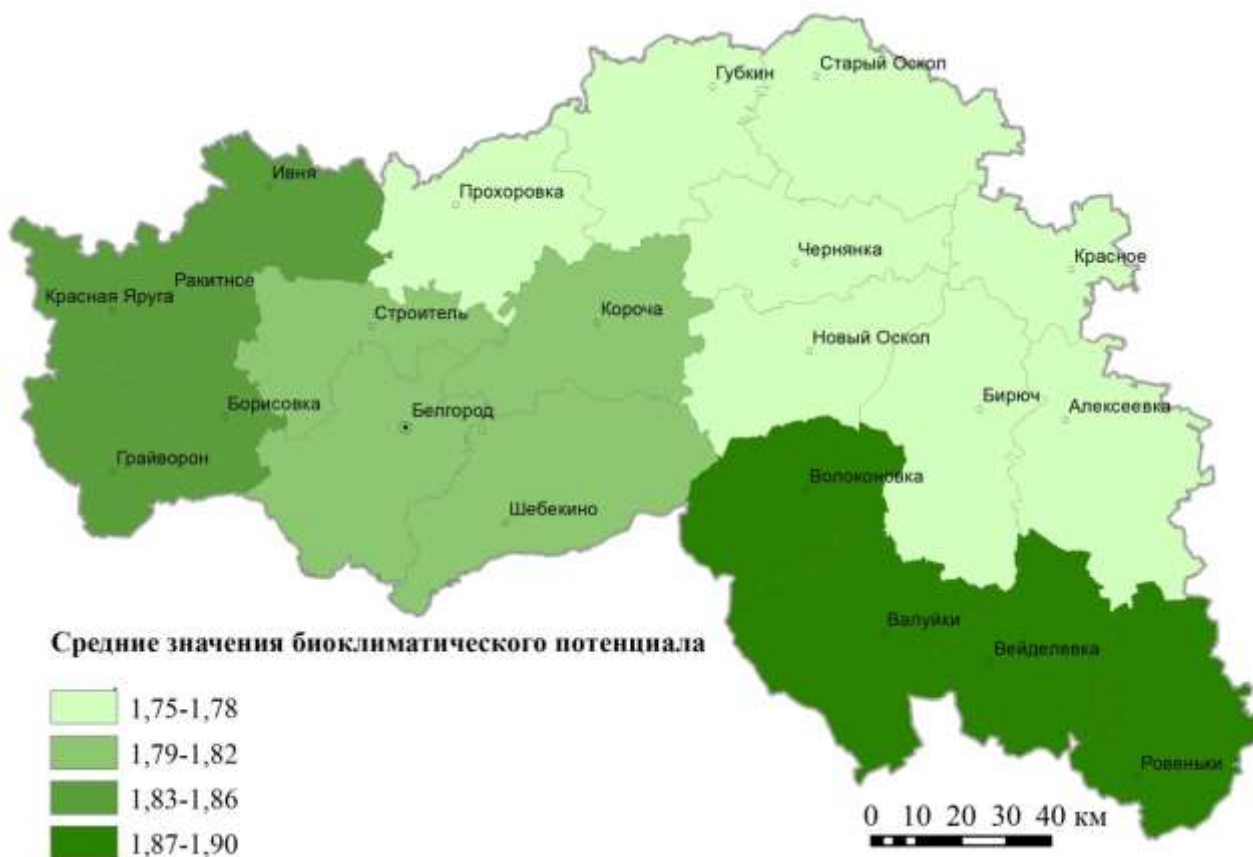 Старый Оскол
Губкин
Ивня
Прохоровка
Чернянка
Красное
Ракитное
Красная Яруга
Строитель
Короча
Новый Оскол
Борисовка
Белгород
Бирюч
Алексеевка
Грайворон
Волоконовка
Шебекино
Валуйки
Вейделевка
Ровеньки
Средние значения биоклиматического потенциала
1,75-1,78
1,79-1,82
1,83-1,86
1,87-1,90
0 10 20 30 40 км